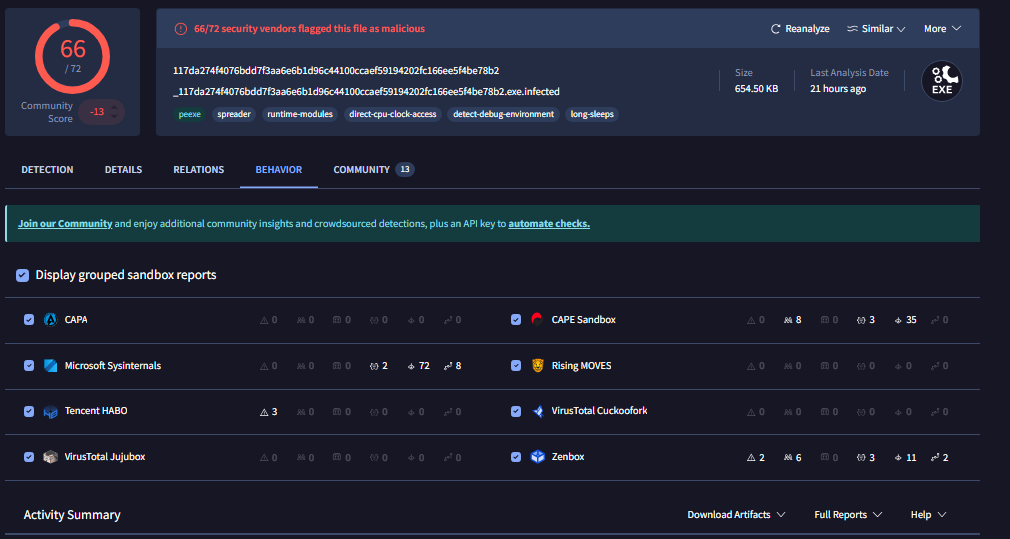 66
/ 72
Community
Score
-13
66/72 security vendors flagged this file as malicious
Reanalyze Similar More
117da274f4076bdd7f3aa6e6b1d96c44100ccaef59194202fc166ee5f4be78b2
_117da274f4076bdd7f3aa6e6b1d96c44100ccaef59194202fc166ee5f4be78b2.exe.infected
peexe spreader runtime-modules direct-cpu-clock-access detect-debug-environment long-sleeps
Size
654.50 KB
Last Analysis Date
21 hours ago
EXE
DETECTION DETAILS RELATIONS BEHAVIOR COMMUNITY 13
Join our Community and enjoy additional community insights and crowdsourced detections, plus an API key to automate checks.
Display grouped sandbox reports
CAPA 0 0 0 0 0 0
CAPE Sandbox 0 8 0 3 35 0
Microsoft Sysinternals 0 0 0 2 72 8
Rising MOVES 0 0 0 0 0 0
Tencent HABO 3 0 0 0 0 0
VirusTotal Cuckoofork 0 0 0 0 0 0
VirusTotal Jujubox 0 0 0 0 0 0
Zenbox 2 6 0 3 11 2
Activity Summary
Download Artifacts Full Reports Help